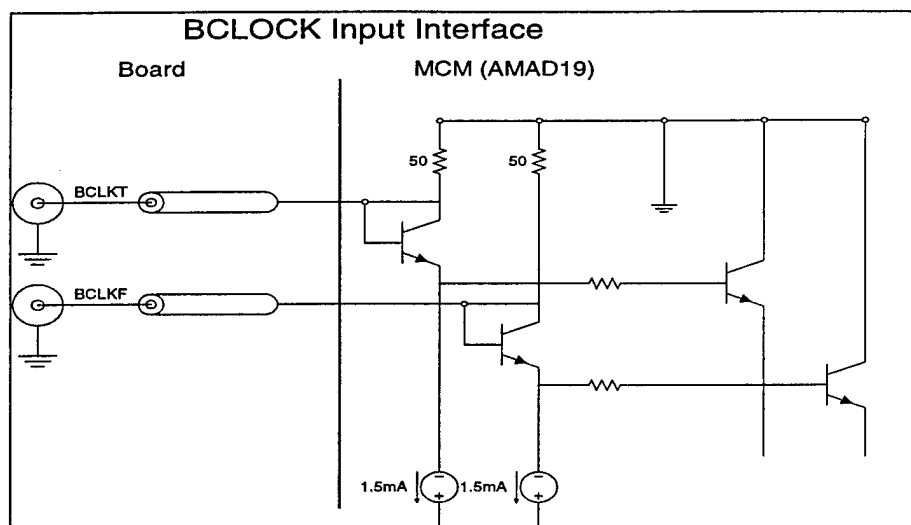 BCLOCK Input Interface
Board
MCM (AMAD19)
50
50
BCLKT
BCLKF
1.5mA
1.5mA
-
+
-
+